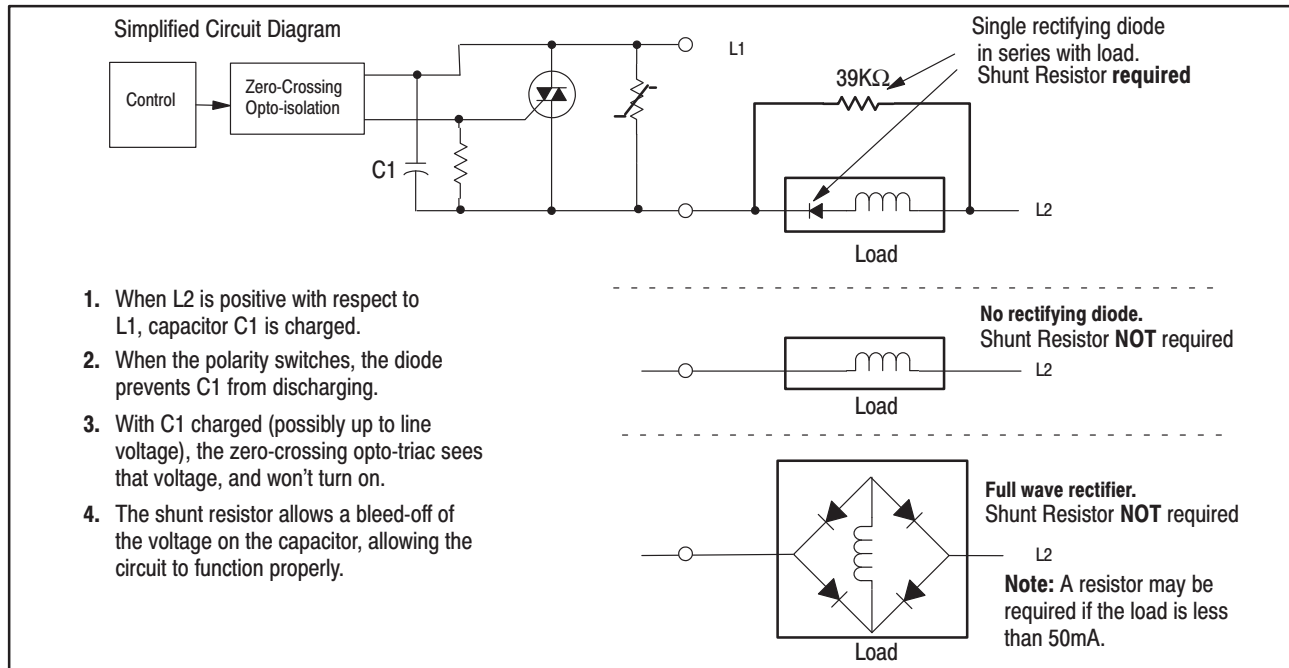 Simplified Circuit Diagram
Control
Zero-Crossing
Opto-isolation
C1
L1
Single rectifying diode
in series with load.
Shunt Resistor required
39KΩ
L2
Load
1. When L2 is positive with respect to
L1, capacitor C1 is charged.
2. When the polarity switches, the diode
prevents C1 from discharging.
3. With C1 charged (possibly up to line
voltage), the zero-crossing opto-triac sees
that voltage, and won't turn on.
4. The shunt resistor allows a bleed-off of
the voltage on the capacitor, allowing the
circuit to function properly.
No rectifying diode.
Shunt Resistor NOT required
L2
Load
Full wave rectifier.
Shunt Resistor NOT required
L2
Note: A resistor may be
required if the load is less
than 50mA.
Load